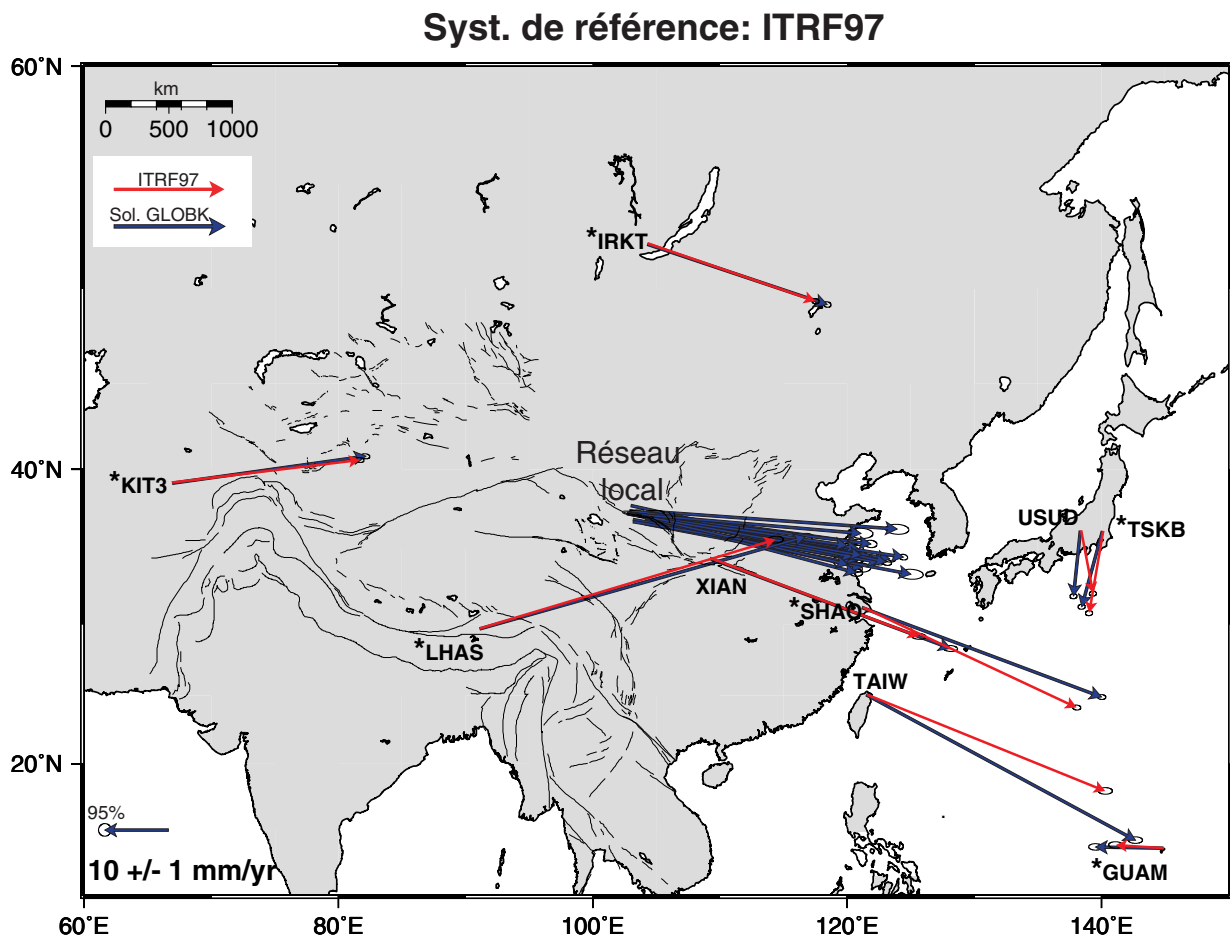 Syst. de référence: ITRF97
60˚N
km
0 500 1000
ITRF97
Sol. GLOBK
*IRKT
Réseau
local
40˚N
*KIT3
USUD
*TSKB
XIAN
*SHAO
*LHAS
TAIW
20˚N
95%
10 +/- 1 mm/yr
*GUAM
60˚E 80˚E 100˚E 120˚E 140˚E